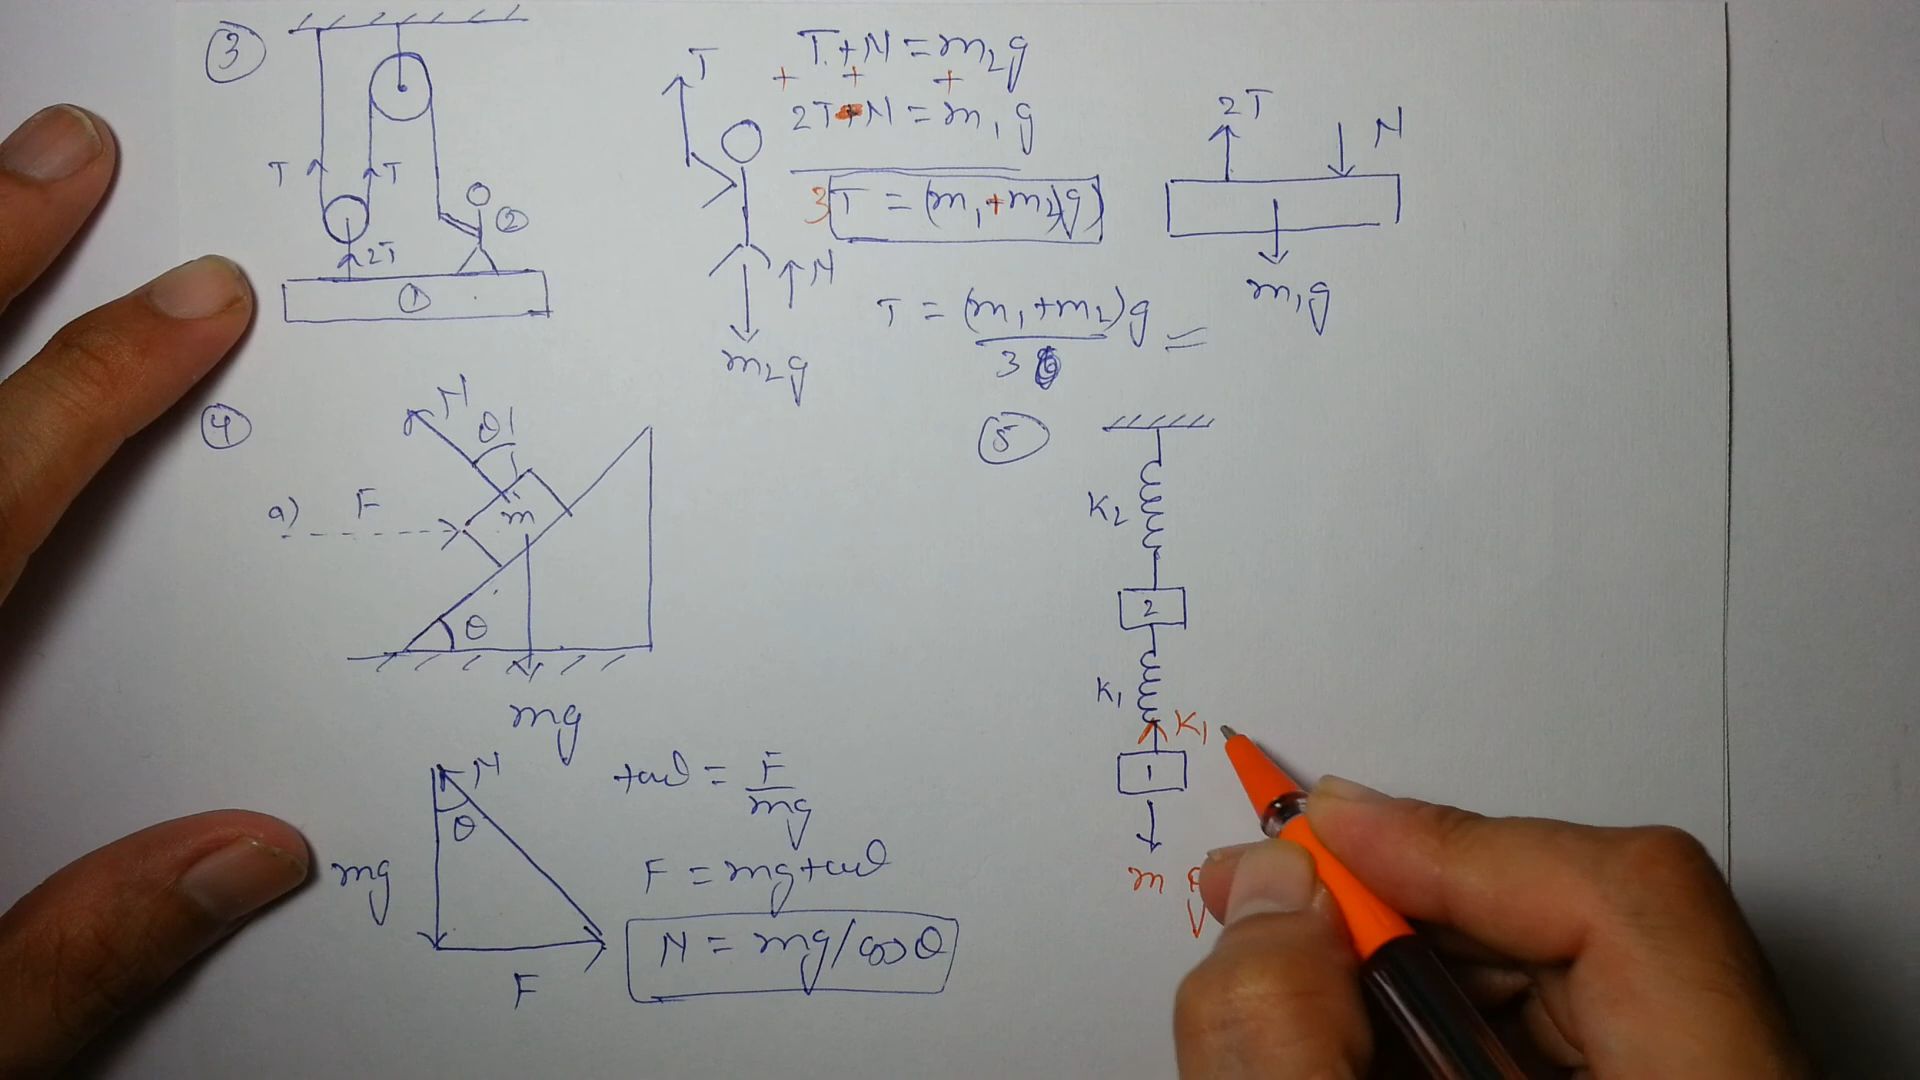 ③
T
T
2T
②
①
T
N
m₂g
T+N = m₂g
+ + +
2T-N = m₁g
3T = (m₁+m₂)g
T = (m₁+m₂)g
3
2T
N
m₁g
④
N
θ
a) F
m
θ
mg
N
θ
mg
F
tanθ = F
mg
F = mg tanθ
N = mg/cosθ
⑤
K₂
2
K₁
K₁
1
m g